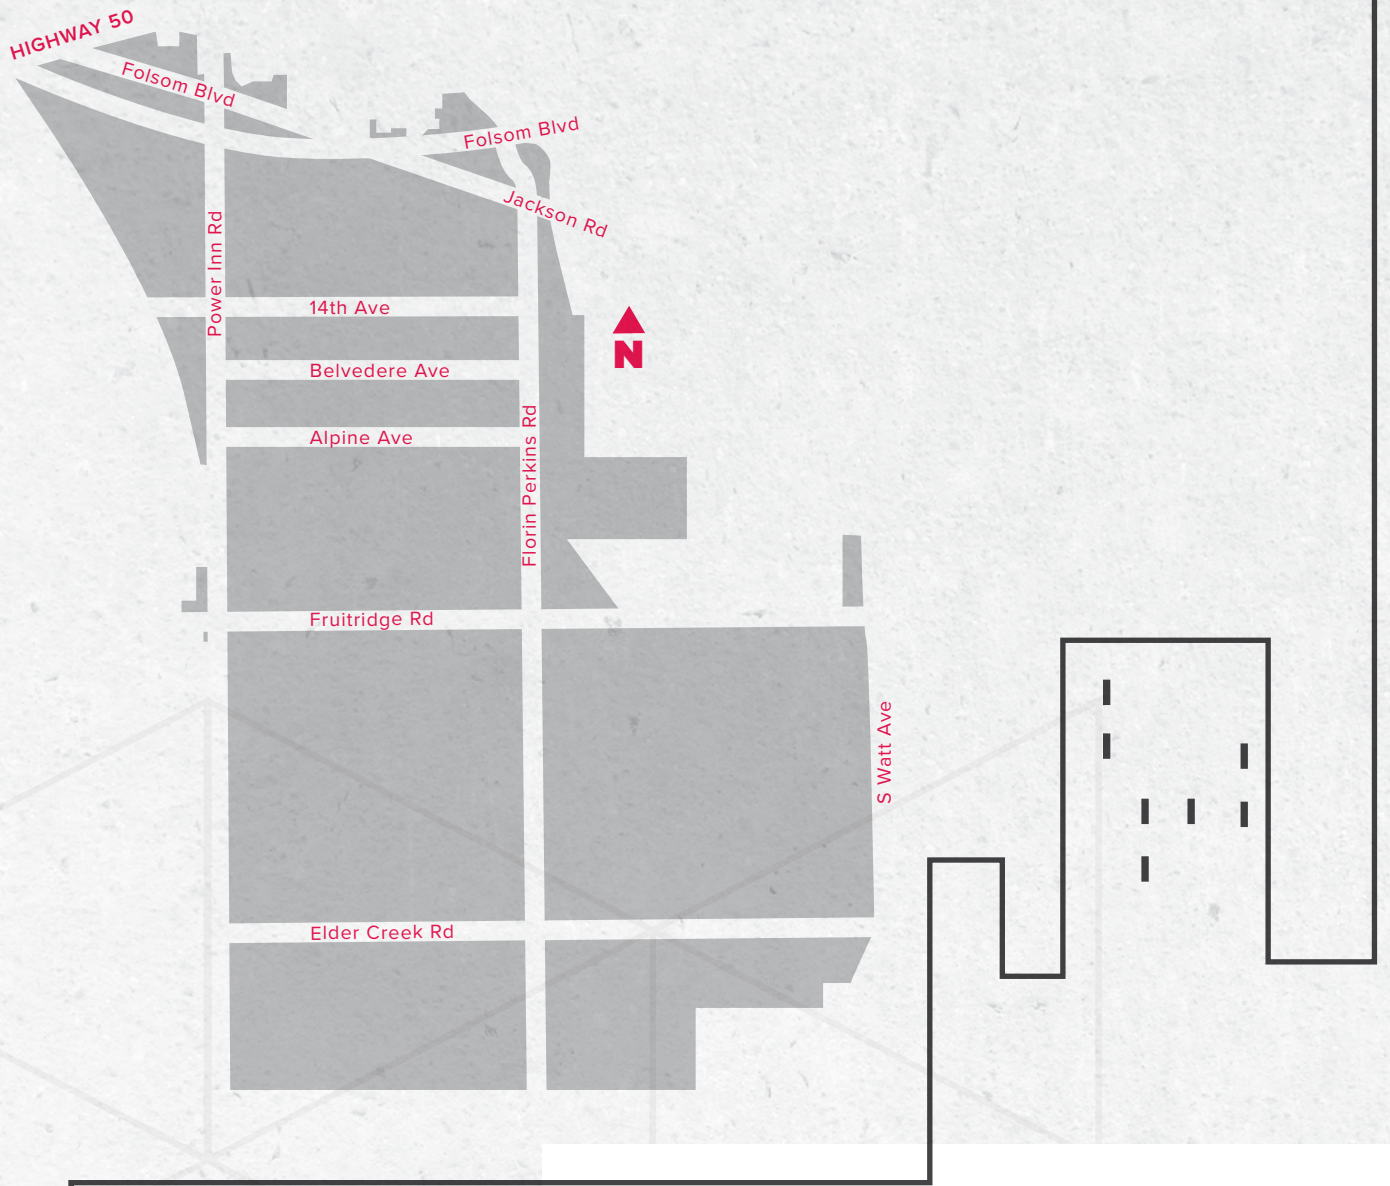 HIGHWAY 50
Folsom Blvd
Folsom Blvd
Jackson Rd
Power Inn Rd
14th Ave
N
Belvedere Ave
Alpine Ave
Florin Perkins Rd
Fruitridge Rd
S Watt Ave
Elder Creek Rd